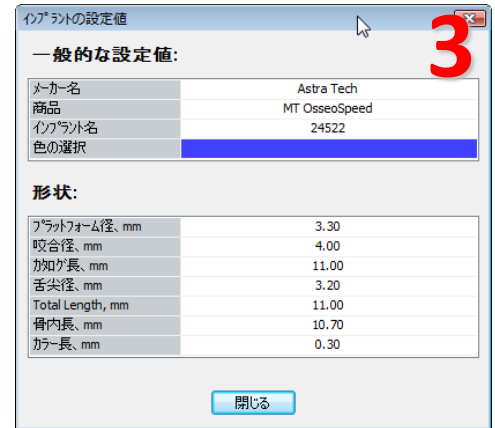 インプラントの設定値
3
一般的な設定値:
メーカー名 Astra Tech
商品 MT OsseoSpeed
インプラント名 24522
色の選択
形状:
プラットフォーム径、mm 3.30
咬合径、mm 4.00
カタログ長、mm 11.00
舌尖径、mm 3.20
Total Length, mm 11.00
骨内長、mm 10.70
カラー長、mm 0.30
閉じる